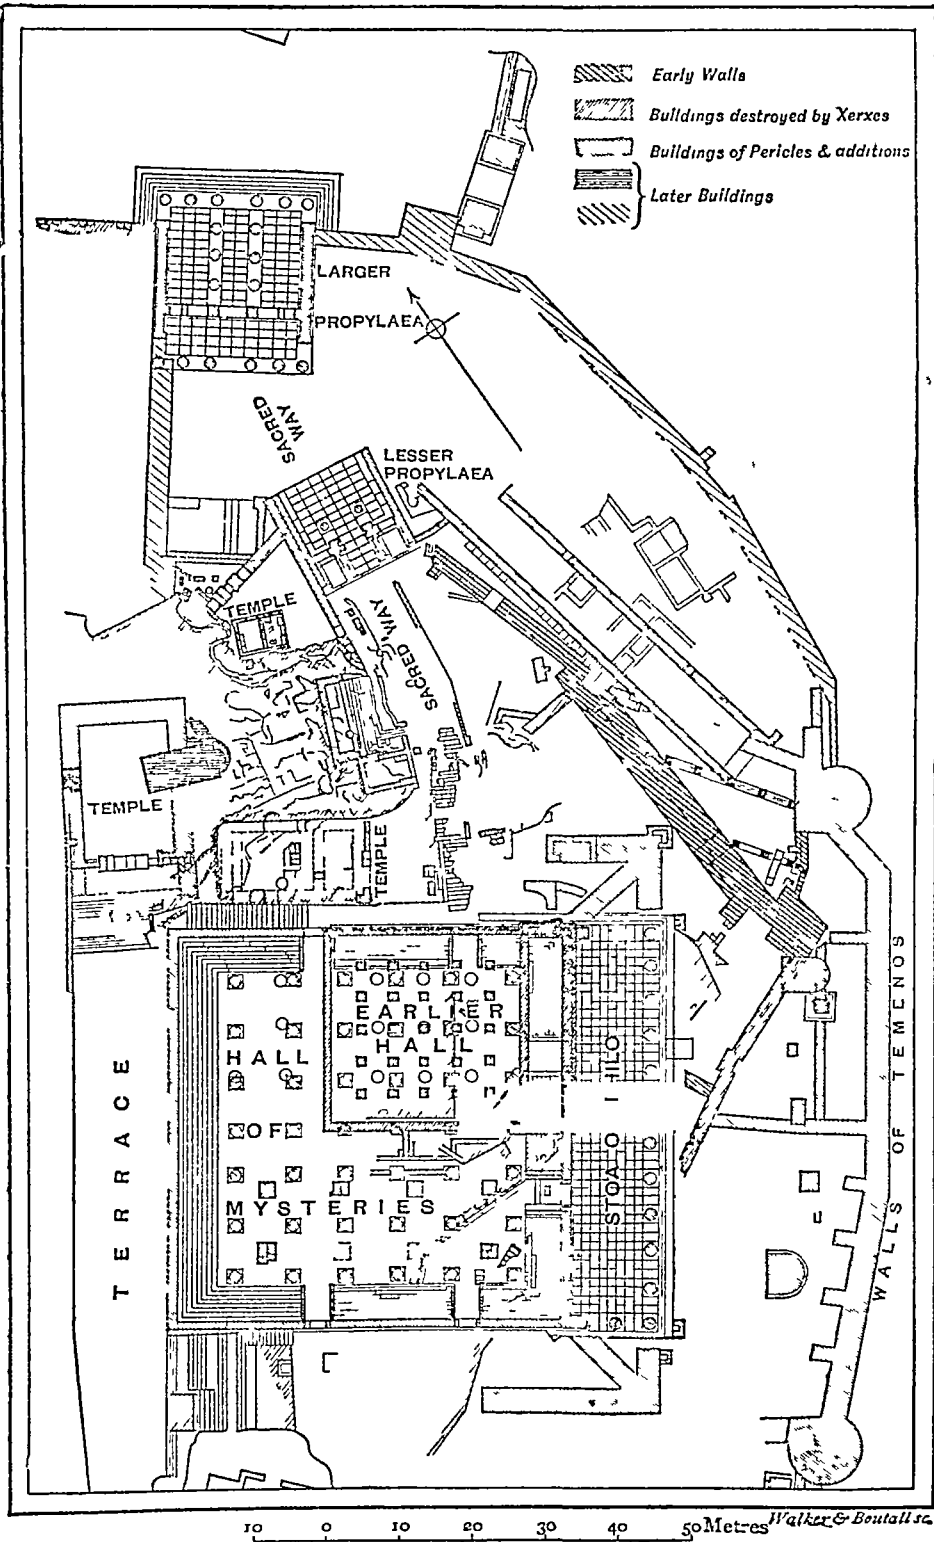 Early Walls
Buildings destroyed by Xerxes
Buildings of Pericles & additions
Later Buildings
LARGER
PROPYLAEA
SACRED
WAY
LESSER
PROPYLAEA
TEMPLE
SACRED WAY
TEMPLE
TEMPLE
EARLIER
HALL
HALL
OF
MYSTERIES
STOA O I HILO
TERRACE
WALLS OF TEMENOS
10 0 10 20 30 40 50 Metres
Walker & Boutall sc.